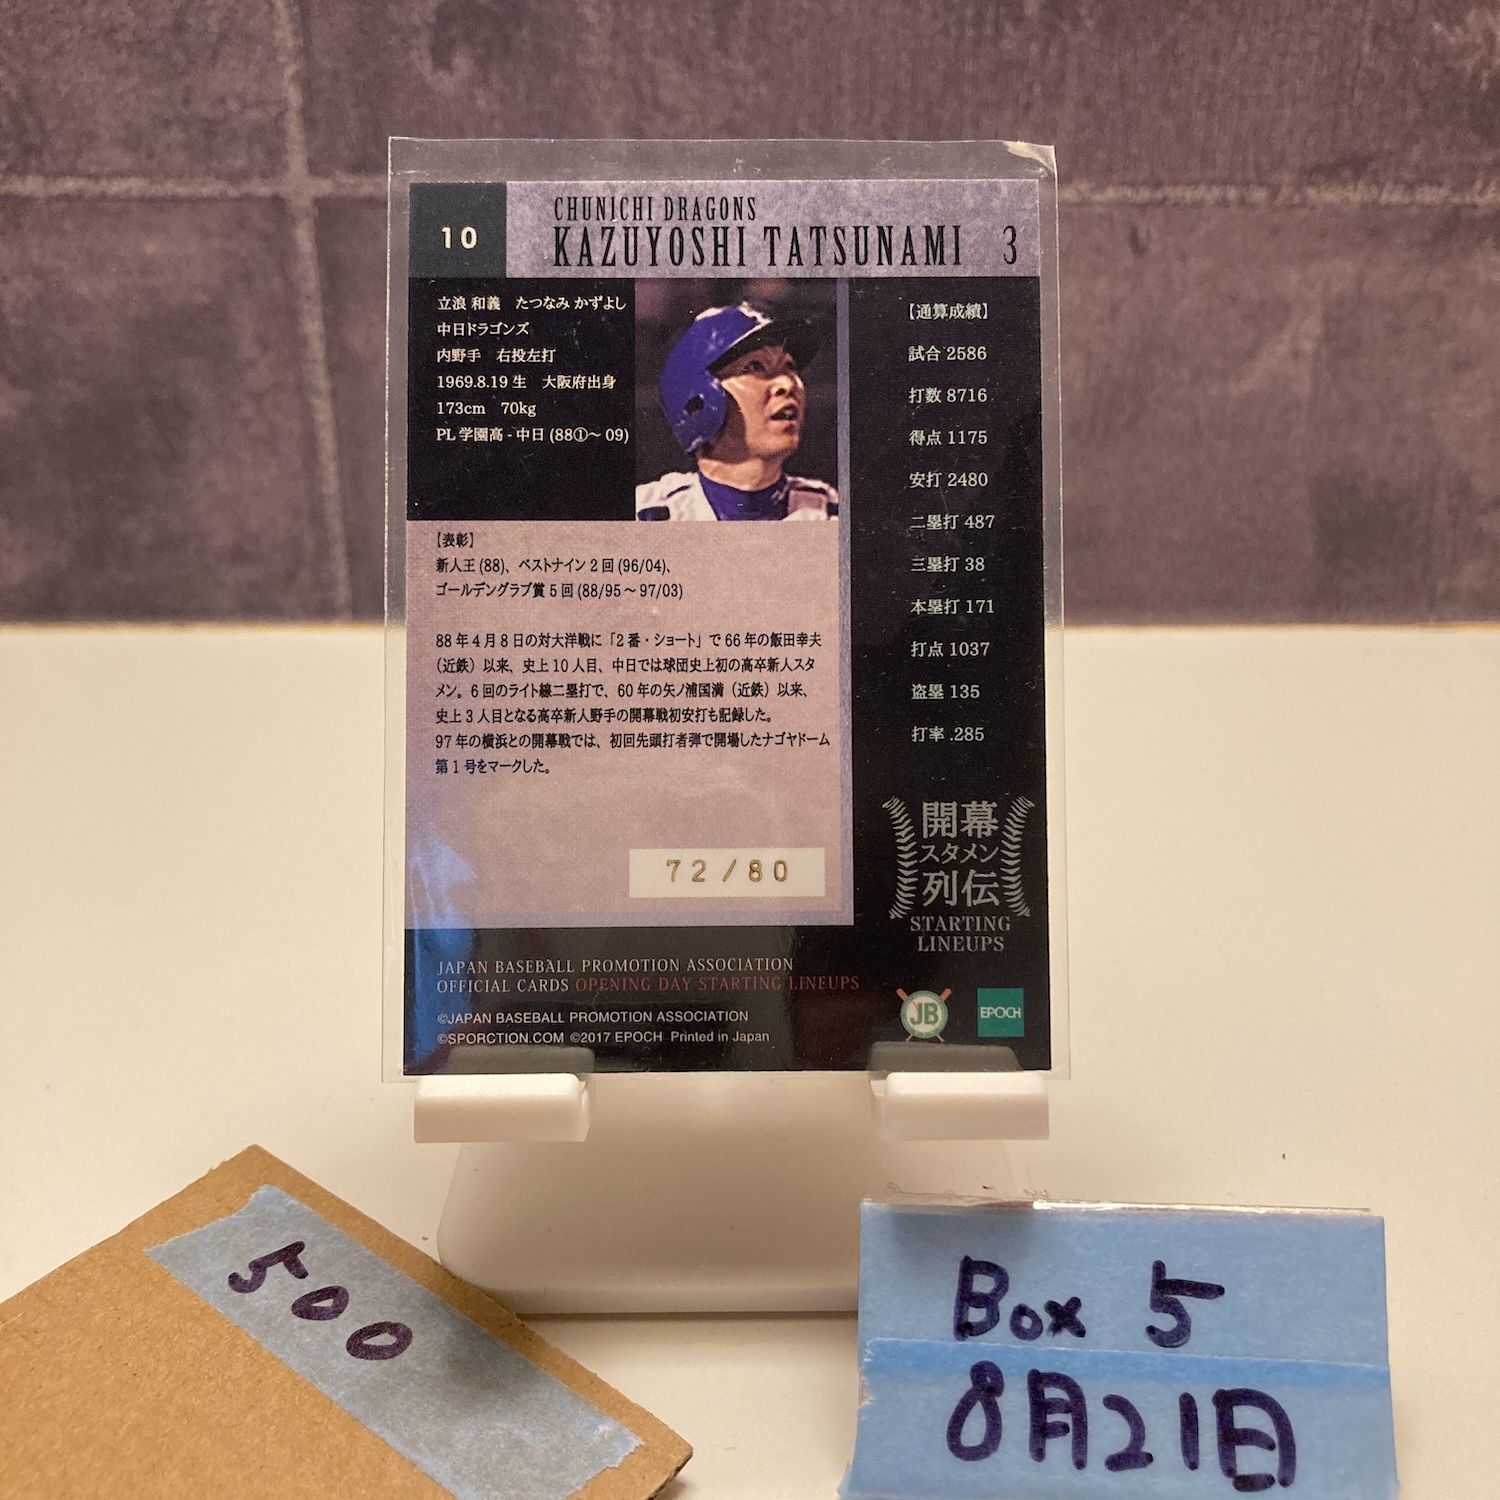 10
CHUNICHI DRAGONS
KAZUYOSHI TATSUNAMI 3
立浪 和義 たつなみ かずよし
中日ドラゴンズ
内野手 右投左打
1969.8.19 生 大阪府出身
173cm 70kg
PL 学園高 - 中日 (88①〜 09)
【表彰】
新人王 (88)、ベストナイン 2 回 (96/04)、
ゴールデングラブ賞 5 回 (88/95 〜 97/03)
88 年 4 月 8 日の対大洋戦に「2 番・ショート」で 66 年の飯田幸夫
（近鉄）以来、史上 10 人目、中日では球団史上初の高卒新人スタ
メン。6 回のライト線二塁打で、60 年の矢ノ浦国満（近鉄）以来、
史上 3 人目となる高卒新人野手の開幕戦初安打も記録した。
97 年の横浜との開幕戦では、初回先頭打者弾で開場したナゴヤドーム
第 1 号をマークした。
72/80
【通算成績】
試合 2586
打数 8716
得点 1175
安打 2480
二塁打 487
三塁打 38
本塁打 171
打点 1037
盗塁 135
打率 .285
開幕
スタメン
列伝
STARTING
LINEUPS
JAPAN BASEBALL PROMOTION ASSOCIATION
OFFICIAL CARDS OPENING DAY STARTING LINEUPS
©JAPAN BASEBALL PROMOTION ASSOCIATION
©SPORCTION.COM ©2017 EPOCH Printed in Japan
JB
EPOCH
500
Box 5
8月21日